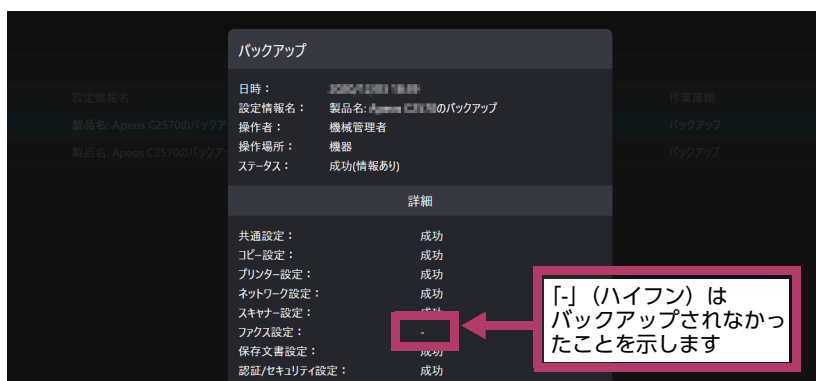 バックアップ
日時：
設定情報名：
製品名: のバックアップ
操作者：
機械管理者
操作場所：
機器
ステータス：
成功(情報あり)
詳細
共通設定：
成功
コピー設定：
成功
プリンター設定：
成功
ネットワーク設定：
成功
スキャナー設定：
成功
ファクス設定：
-
保存文書設定：
成功
認証/セキュリティ設定：
成功
設定情報名
作業種類
製品名: Apeos C2570のバックア
バックアップ
製品名: Apeos C2570のバックア
バックアップ
「-」（ハイフン）は
バックアップされなかっ
たことを示します